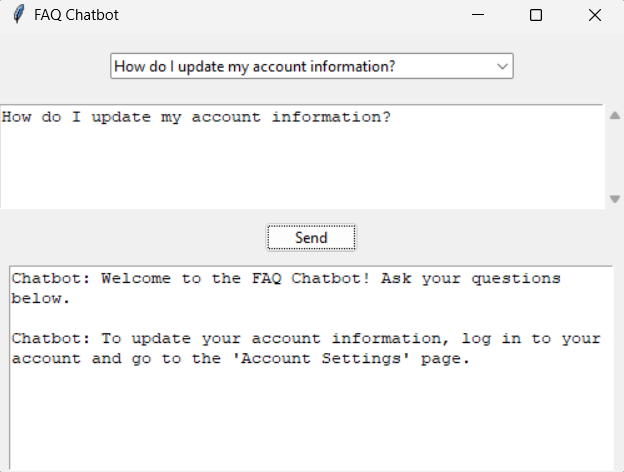 FAQ Chatbot
How do I update my account information?
How do I update my account information?
Send
Chatbot: Welcome to the FAQ Chatbot! Ask your questions
below.
Chatbot: To update your account information, log in to your
account and go to the 'Account Settings' page.